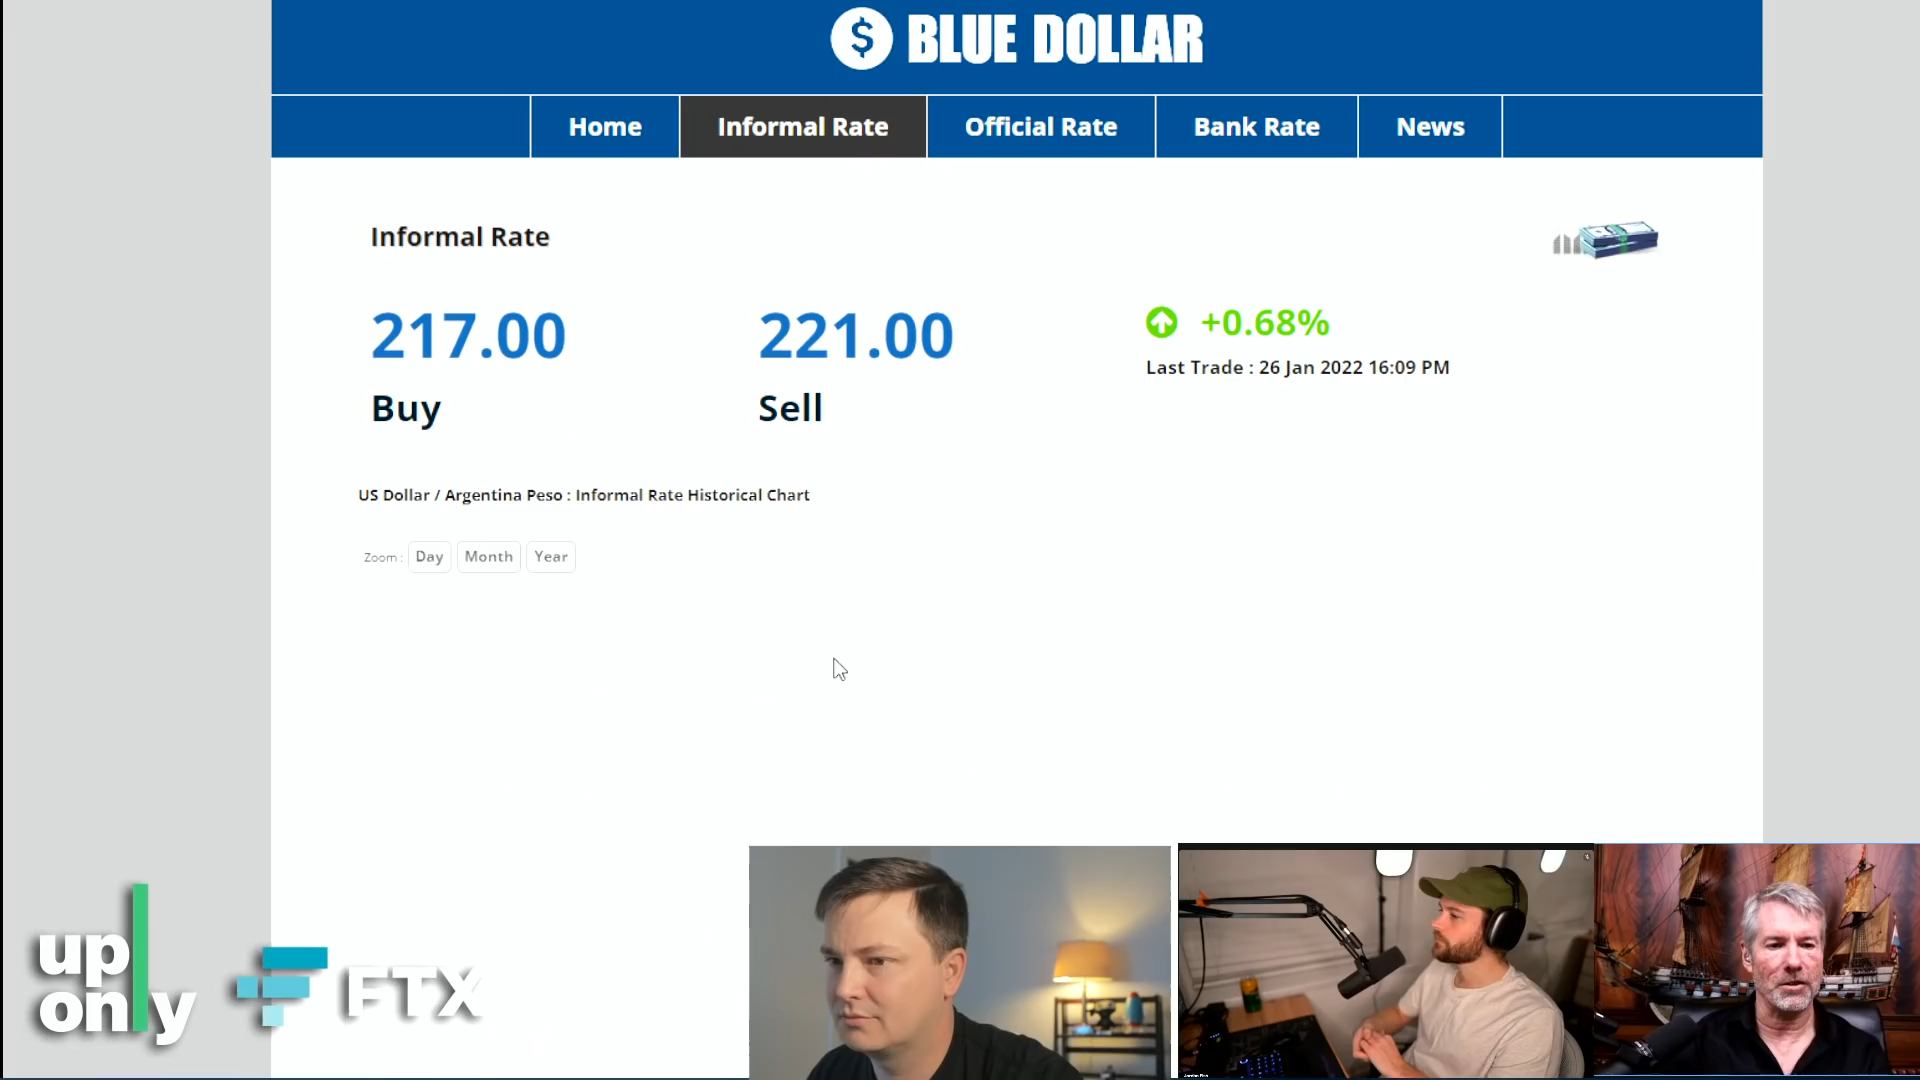 $ BLUE DOLLAR
Home Informal Rate Official Rate Bank Rate News
Informal Rate
217.00 221.00 +0.68%
Last Trade : 26 Jan 2022 16:09 PM
Buy Sell
US Dollar / Argentina Peso : Informal Rate Historical Chart
Zoom : Day Month Year
up
only
FTX